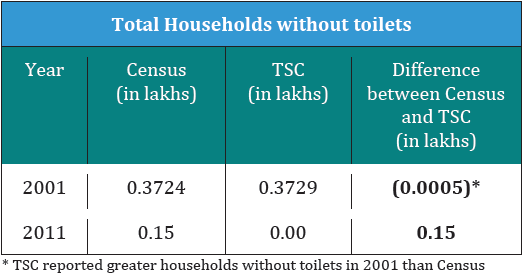 Total Households without toilets
Year Census TSC Difference
(in lakhs) (in lakhs) between Census
and TSC
(in lakhs)
2001 0.3724 0.3729 (0.0005)*
2011 0.15 0.00 0.15
* TSC reported greater households without toilets in 2001 than Census